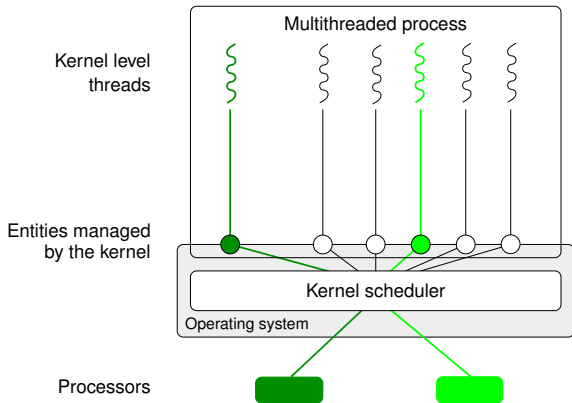 Multithreaded process
Kernel level
threads
Entities managed
by the kernel
Kernel scheduler
Operating system
Processors